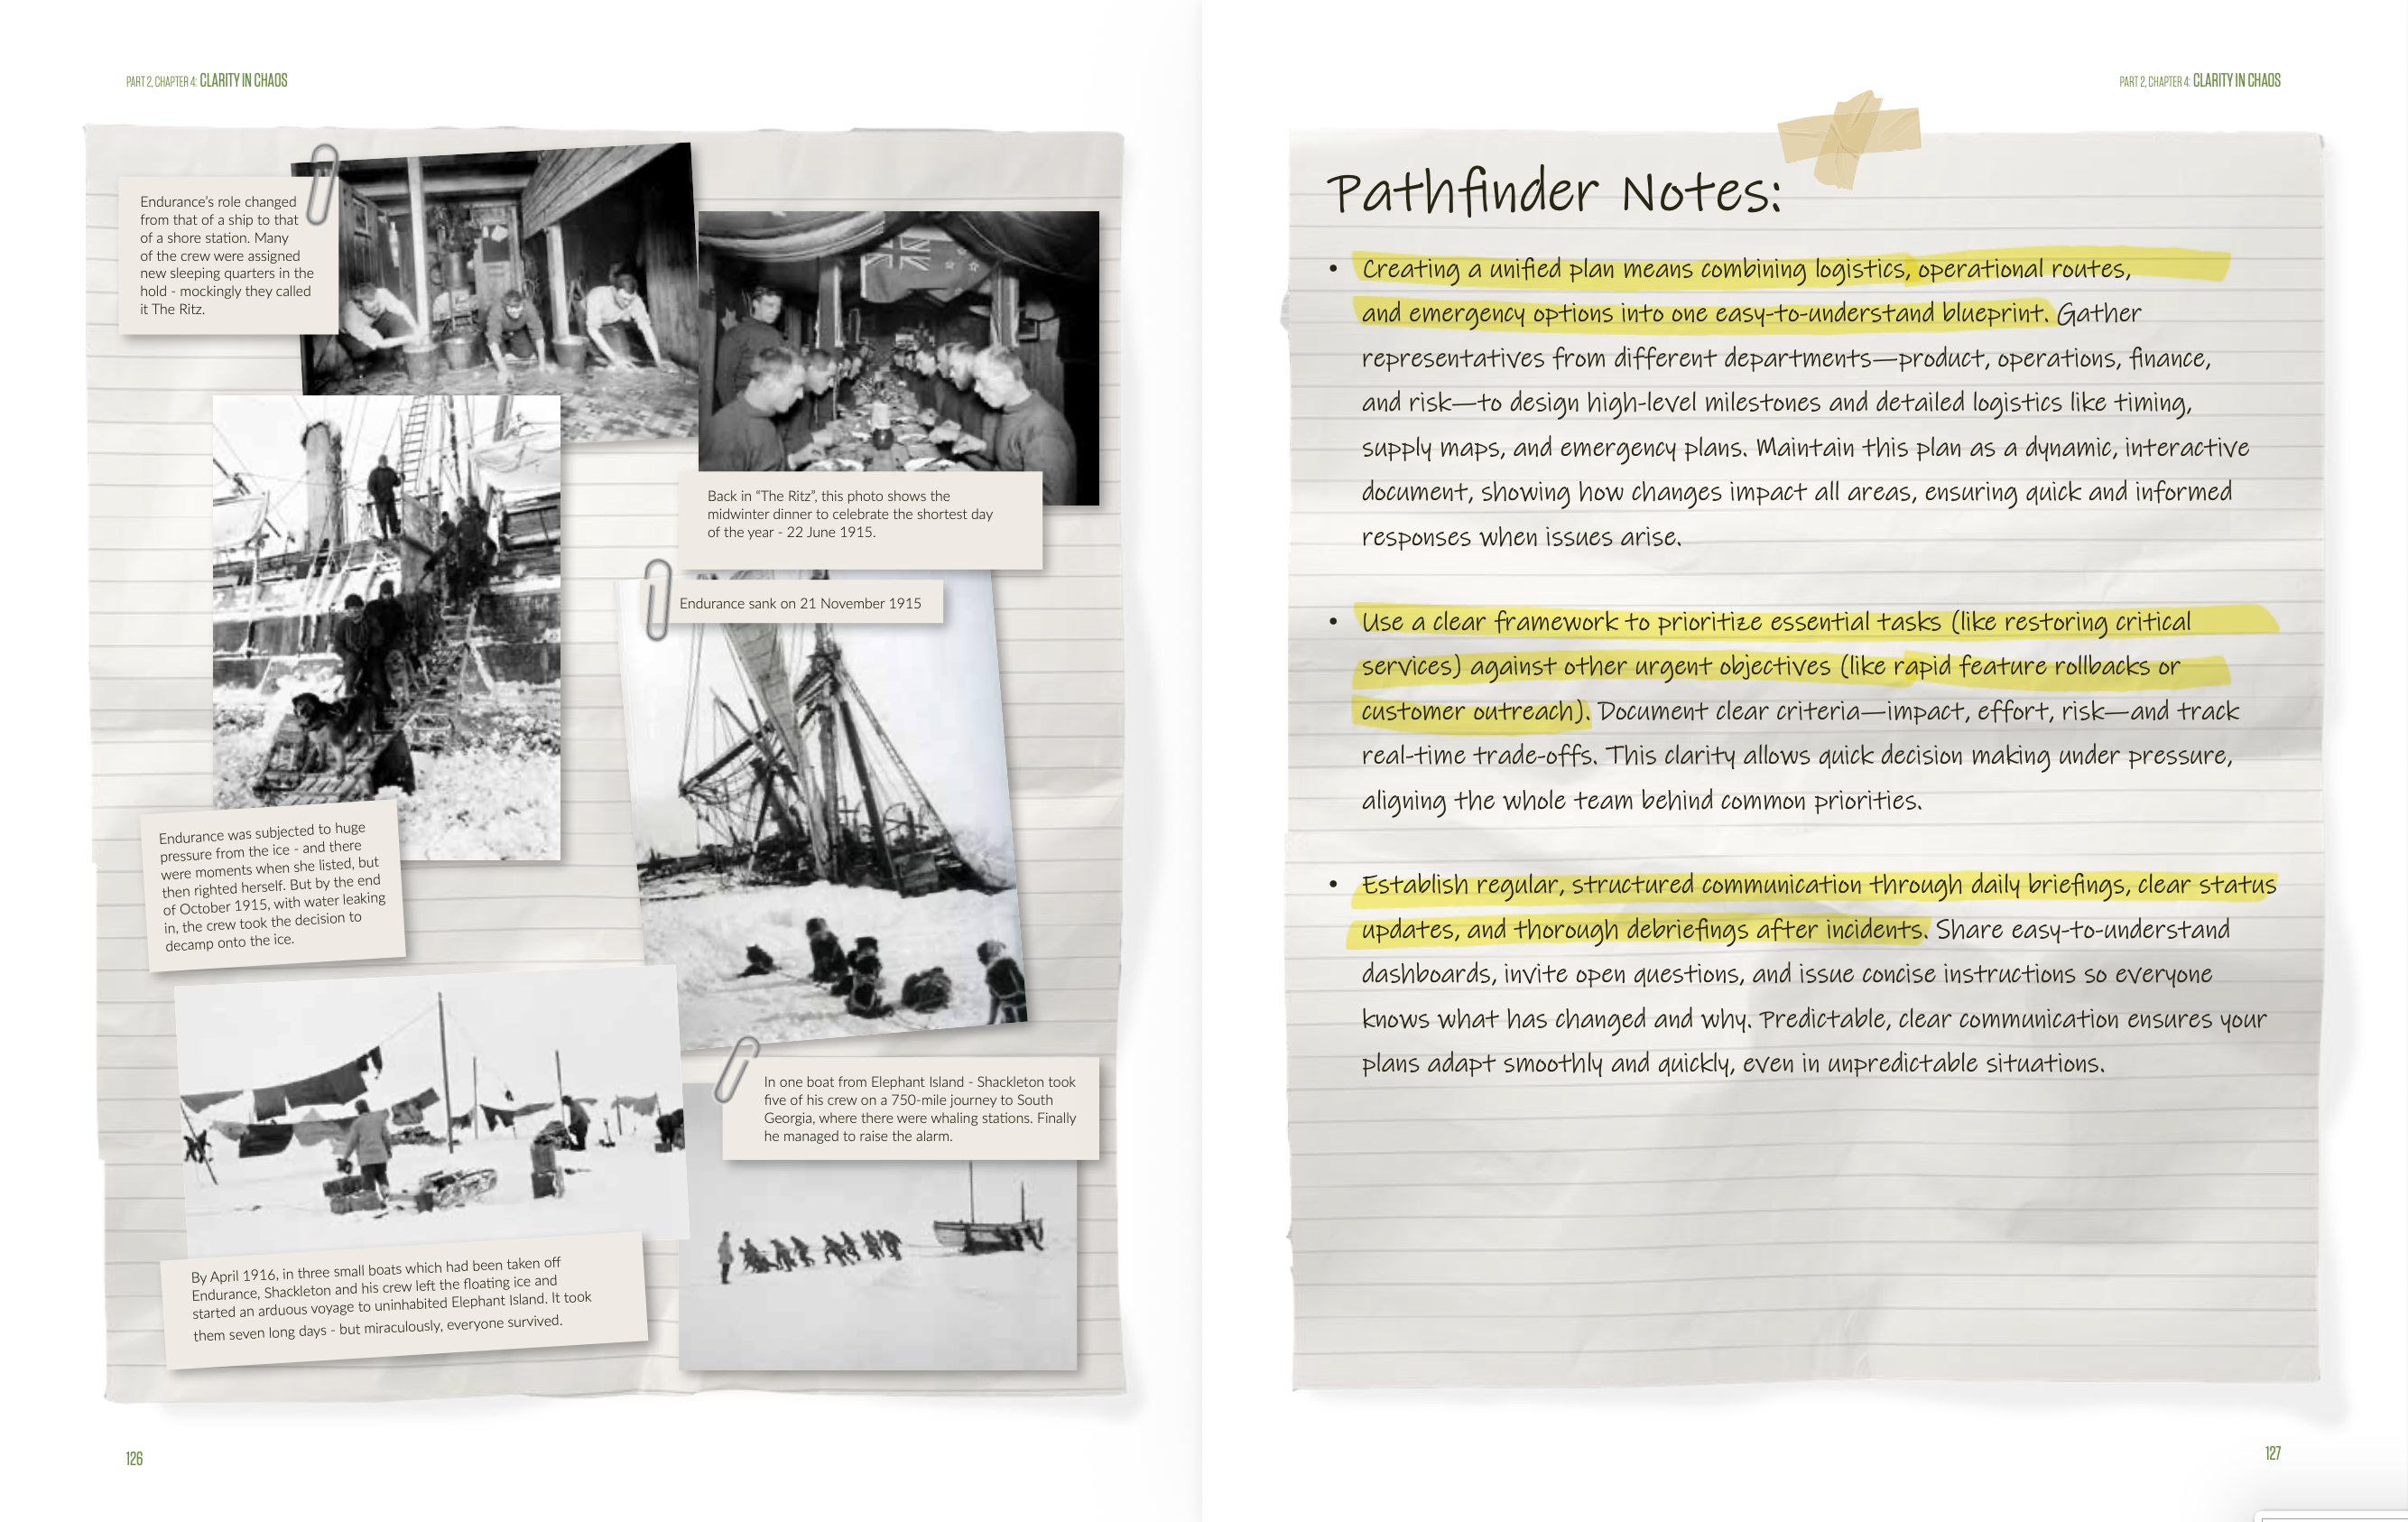 PART 2, CHAPTER 4: CLARITY IN CHAOS
Endurance’s role changed
from that of a ship to that
of a shore station. Many
of the crew were assigned
new sleeping quarters in the
hold - mockingly they called
it The Ritz.
Back in “The Ritz”, this photo shows the
midwinter dinner to celebrate the shortest day
of the year - 22 June 1915.
Endurance sank on 21 November 1915
Endurance was subjected to huge
pressure from the ice - and there
were moments when she listed, but
then righted herself. But by the end
of October 1915, with water leaking
in, the crew took the decision to
decamp onto the ice.
In one boat from Elephant Island - Shackleton took
five of his crew on a 750-mile journey to South
Georgia, where there were whaling stations. Finally
he managed to raise the alarm.
By April 1916, in three small boats which had been taken off
Endurance, Shackleton and his crew left the floating ice and
started an arduous voyage to uninhabited Elephant Island. It took
them seven long days - but miraculously, everyone survived.
126
PART 2, CHAPTER 4: CLARITY IN CHAOS
Pathfinder Notes:
• Creating a unified plan means combining logistics, operational routes,
and emergency options into one easy-to-understand blueprint. Gather
representatives from different departments—product, operations, finance,
and risk—to design high-level milestones and detailed logistics like timing,
supply maps, and emergency plans. Maintain this plan as a dynamic, interactive
document, showing how changes impact all areas, ensuring quick and informed
responses when issues arise.
• Use a clear framework to prioritize essential tasks (like restoring critical
services) against other urgent objectives (like rapid feature rollbacks or
customer outreach). Document clear criteria—impact, effort, risk—and track
real-time trade-offs. This clarity allows quick decision making under pressure,
aligning the whole team behind common priorities.
• Establish regular, structured communication through daily briefings, clear status
updates, and thorough debriefings after incidents. Share easy-to-understand
dashboards, invite open questions, and issue concise instructions so everyone
knows what has changed and why. Predictable, clear communication ensures your
plans adapt smoothly and quickly, even in unpredictable situations.
127